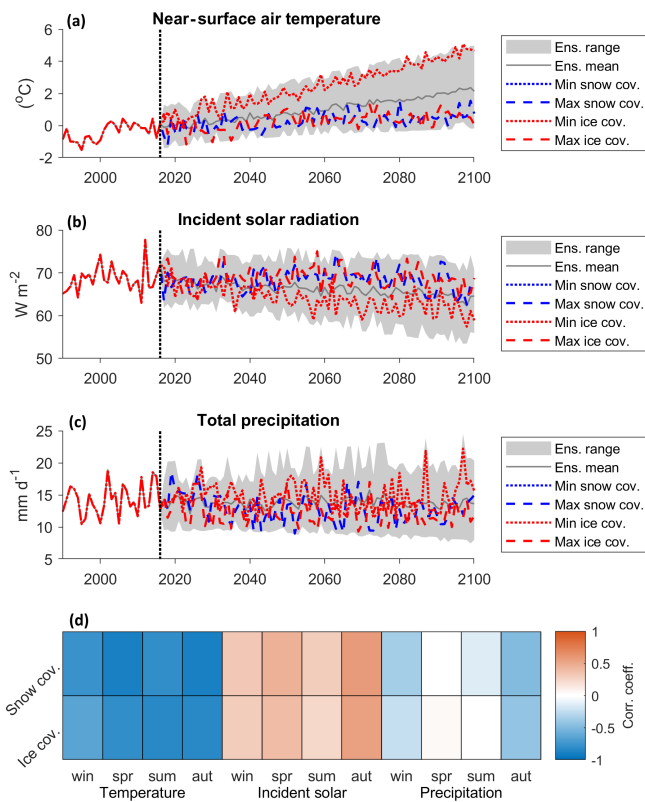 (a) Near-surface air temperature
6
4
2
0
-2
(°C)
2000 2020 2040 2060 2080 2100
Ens. range
Ens. mean
Min snow cov.
Max snow cov.
Min ice cov.
Max ice cov.
(b) Incident solar radiation
80
70
60
50
W m-2
2000 2020 2040 2060 2080 2100
Ens. range
Ens. mean
Min snow cov.
Max snow cov.
Min ice cov.
Max ice cov.
(c) Total precipitation
25
20
15
10
5
mm d-1
2000 2020 2040 2060 2080 2100
Ens. range
Ens. mean
Min snow cov.
Max snow cov.
Min ice cov.
Max ice cov.
(d)
Snow cov.
Ice cov.
win spr sum aut win spr sum aut win spr sum aut
Temperature Incident solar Precipitation
1
0.5
0
-0.5
-1
Corr. coeff.